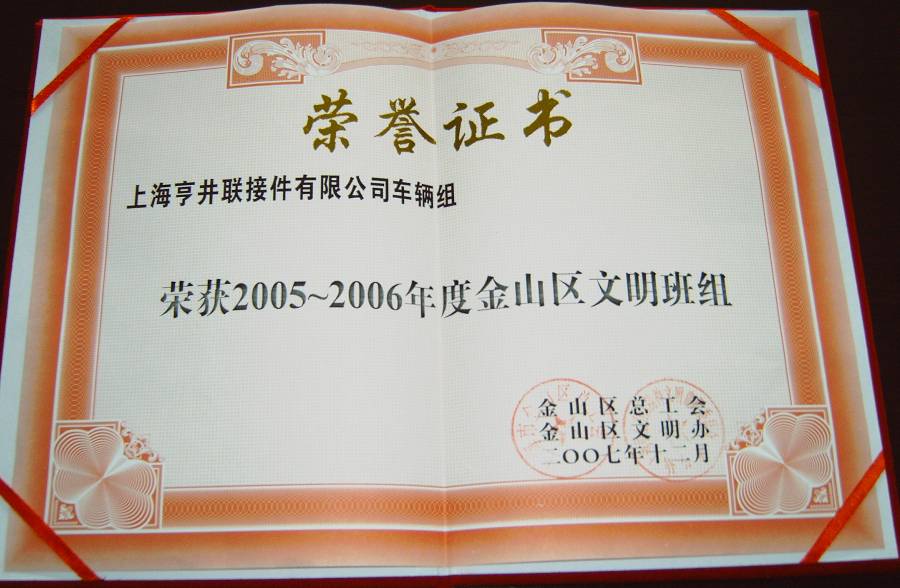 荣誉证书
上海亨井联接件有限公司车辆组
荣获2005~2006年度金山区文明班组
金山区总工会
金山区文明办
二〇〇七年十二月